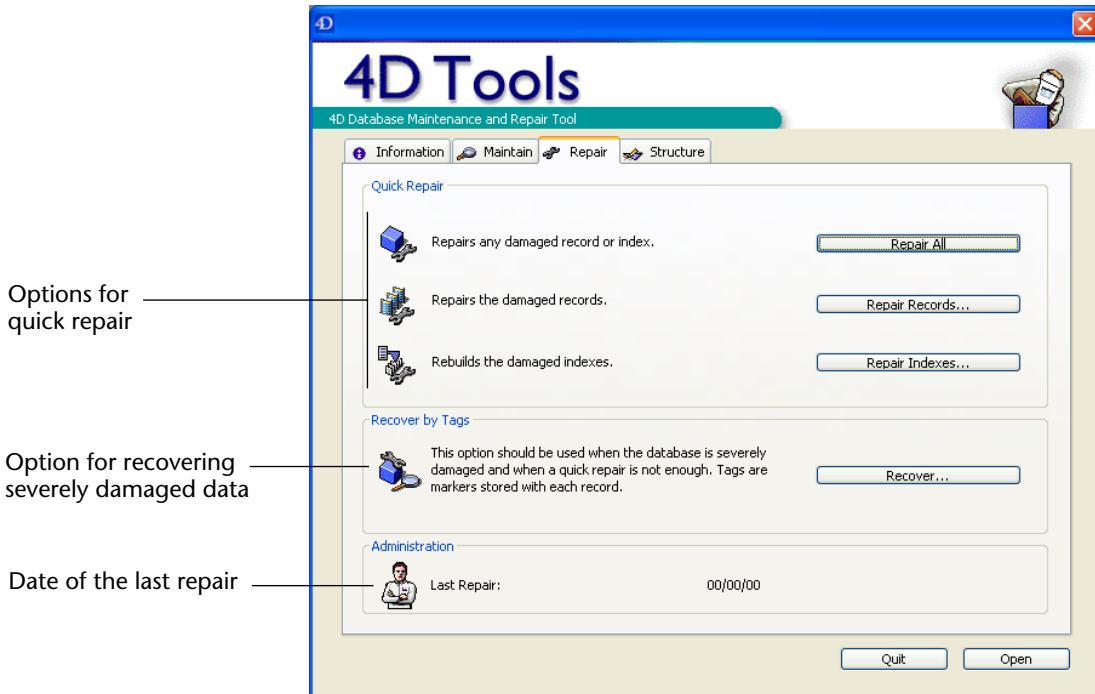 4D
4D Tools
4D Database Maintenance and Repair Tool
Information
Maintain
Repair
Structure
Quick Repair
Repairs any damaged record or index.
Repair All
Options for
quick repair
Repairs the damaged records.
Repair Records...
Rebuilds the damaged indexes.
Repair Indexes...
Recover by Tags
Option for recovering
severely damaged data
This option should be used when the database is severely
damaged and when a quick repair is not enough. Tags are
markers stored with each record.
Recover...
Administration
Date of the last repair
Last Repair:
00/00/00
Quit
Open